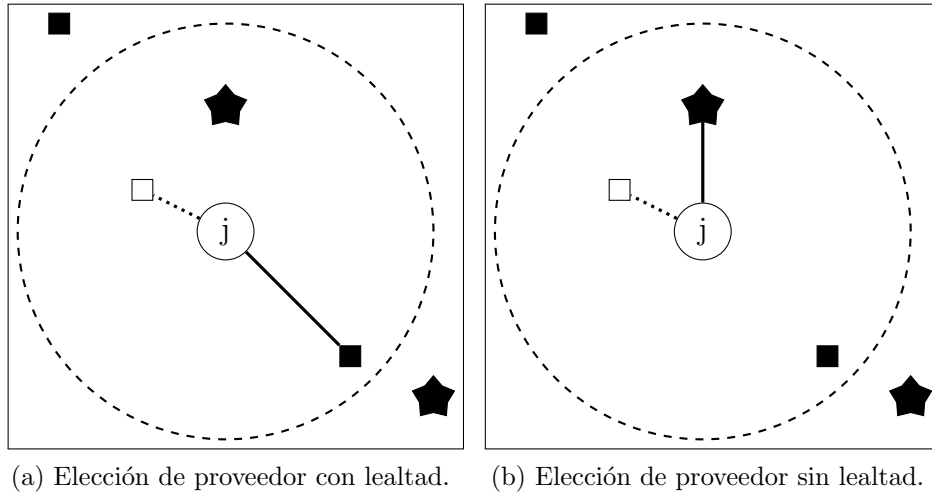 j
j
(a) Elección de proveedor con lealtad.
(b) Elección de proveedor sin lealtad.